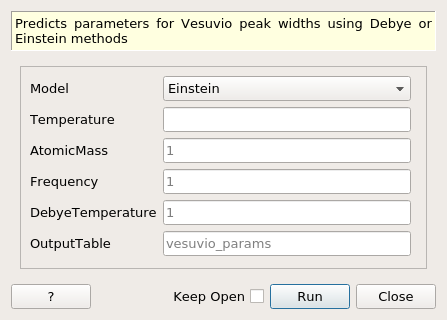 Predicts parameters for Vesuvio peak widths using Debye or
Einstein methods
Model Einstein
Temperature
AtomicMass 1
Frequency 1
DebyeTemperature 1
OutputTable vesuvio_params
? Keep Open Run Close